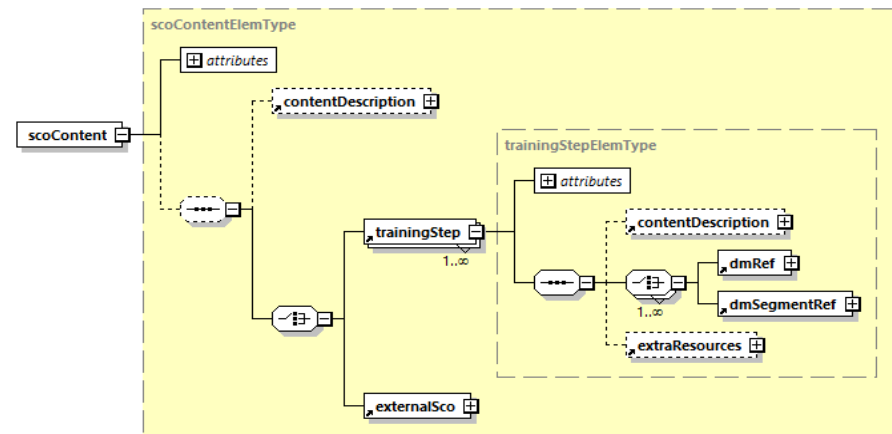 scoContentElemType
attributes
contentDescription
scoContent
trainingStepElemType
attributes
contentDescription
trainingStep
1..∞
dmRef
dmSegmentRef
1..∞
extraResources
externalSco